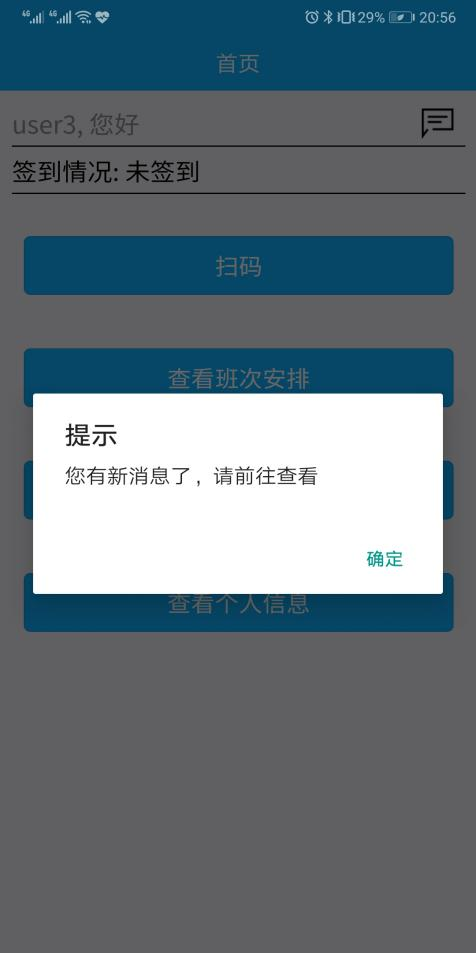 4G 4G 29% 20:56
首页
user3, 您好
签到情况: 未签到
扫码
查看班次安排
提示
您有新消息了，请前往查看
确定
查看个人信息